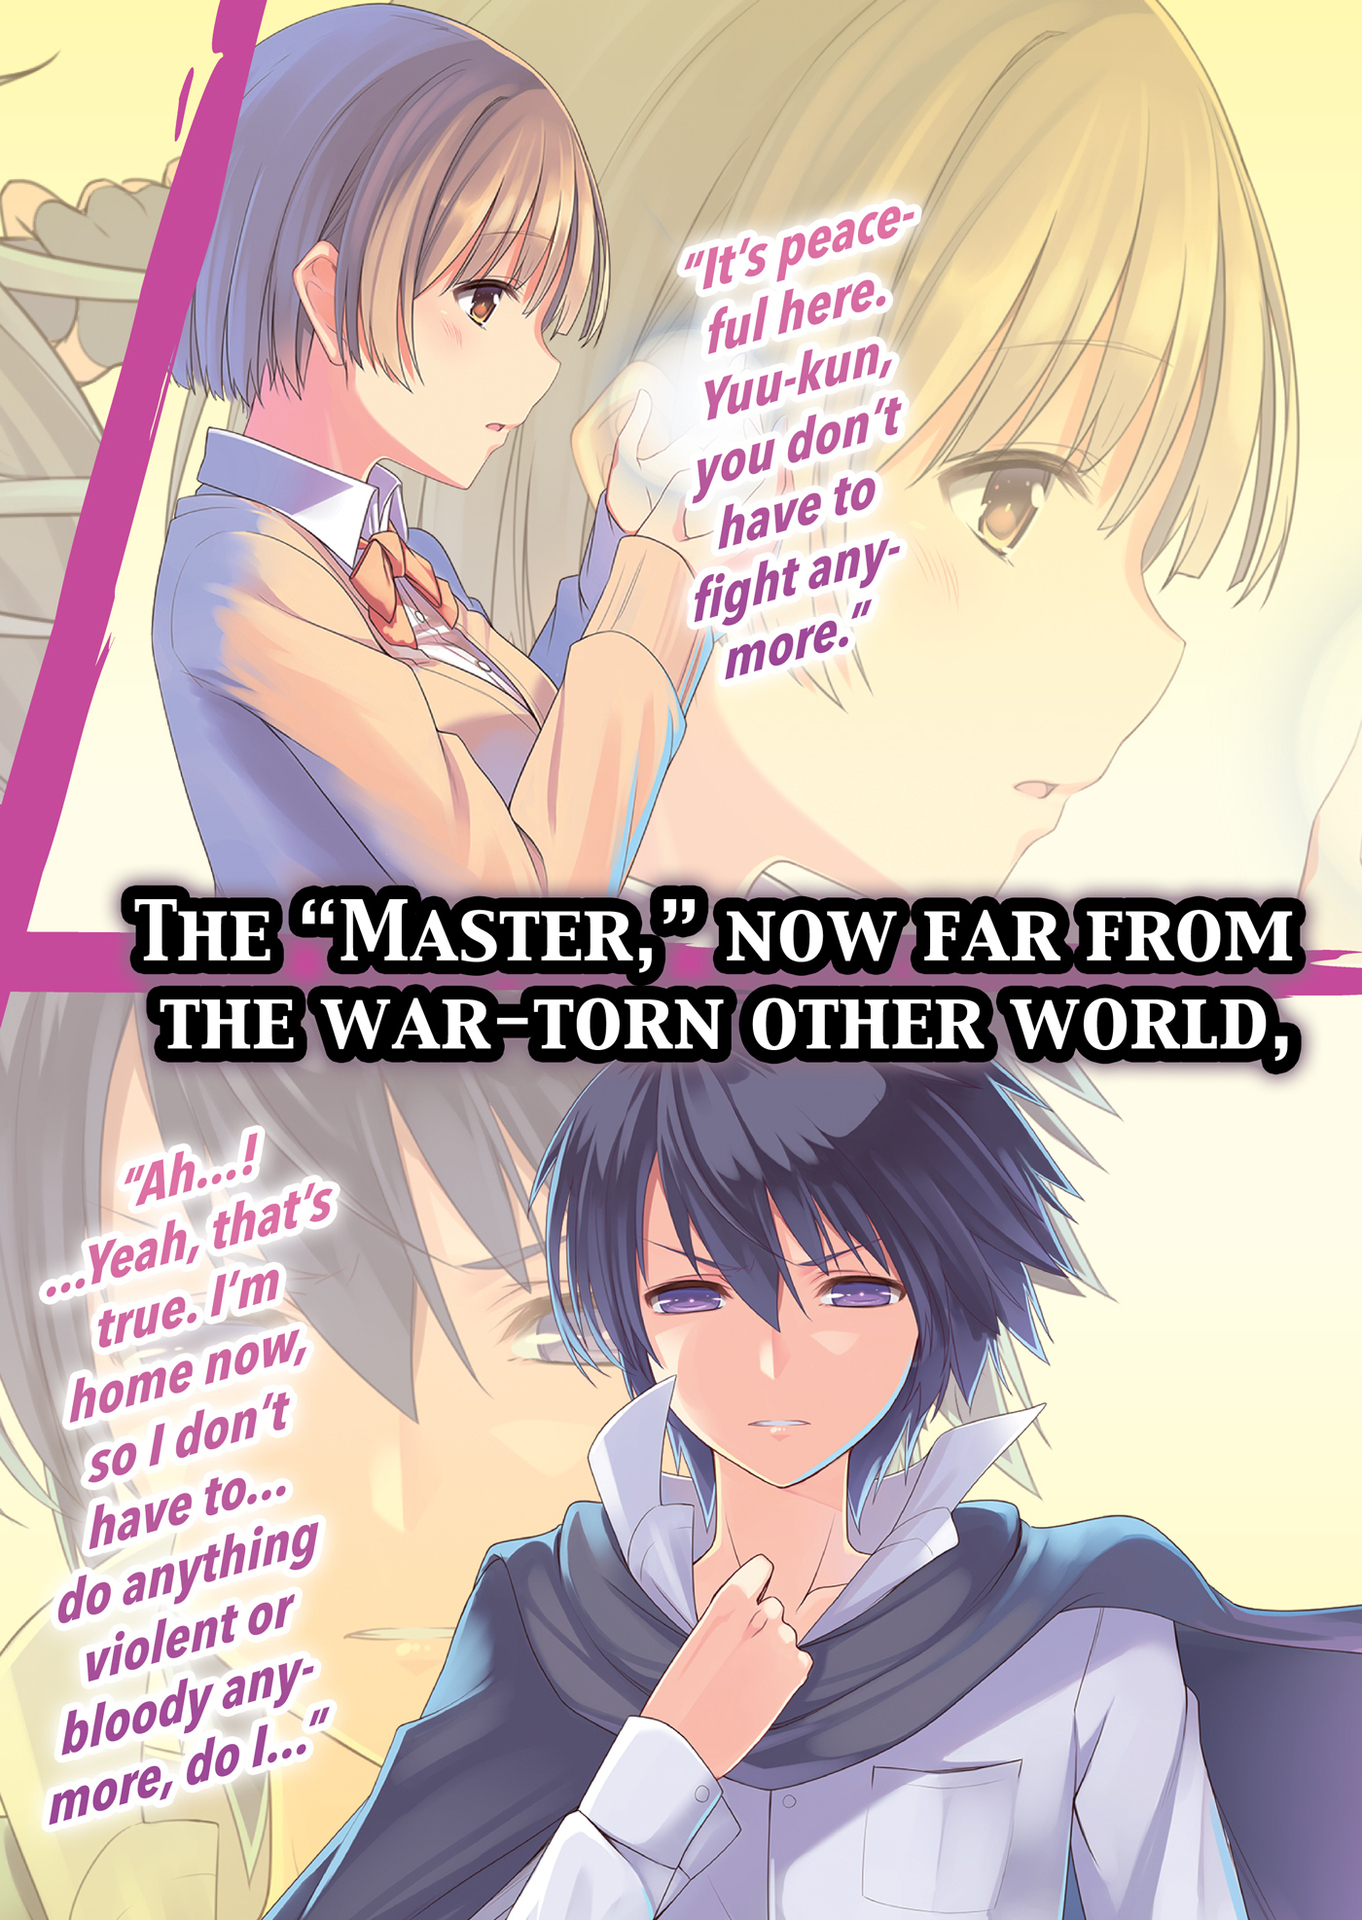 “It’s peace-
ful here.
Yuu-kun,
you don’t
have to
fight any-
more.”
The “Master,” now far from
the war-torn other world,
“Ah...!
...Yeah, that’s
true. I’m
home now,
so I don’t
have to...
do anything
violent or
bloody any-
more, do I...”